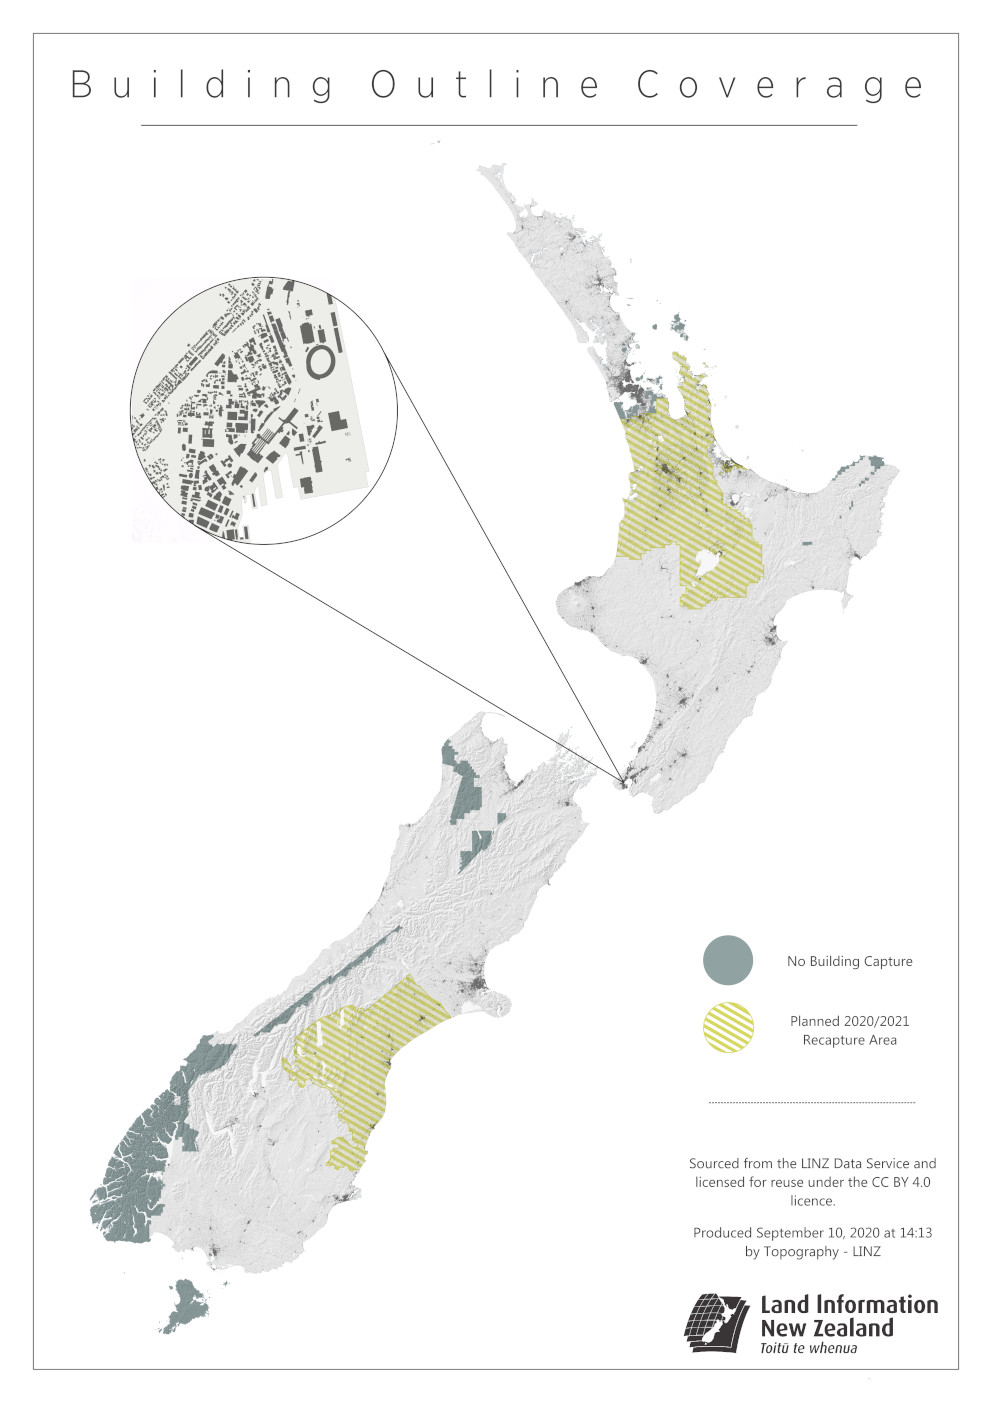 Building Outline Coverage
No Building Capture
Planned 2020/2021
Recapture Area
Sourced from the LINZ Data Service and
licensed for reuse under the CC BY 4.0
licence.
Produced September 10, 2020 at 14:13
by Topography - LINZ
Land Information
New Zealand
Toitū te whenua